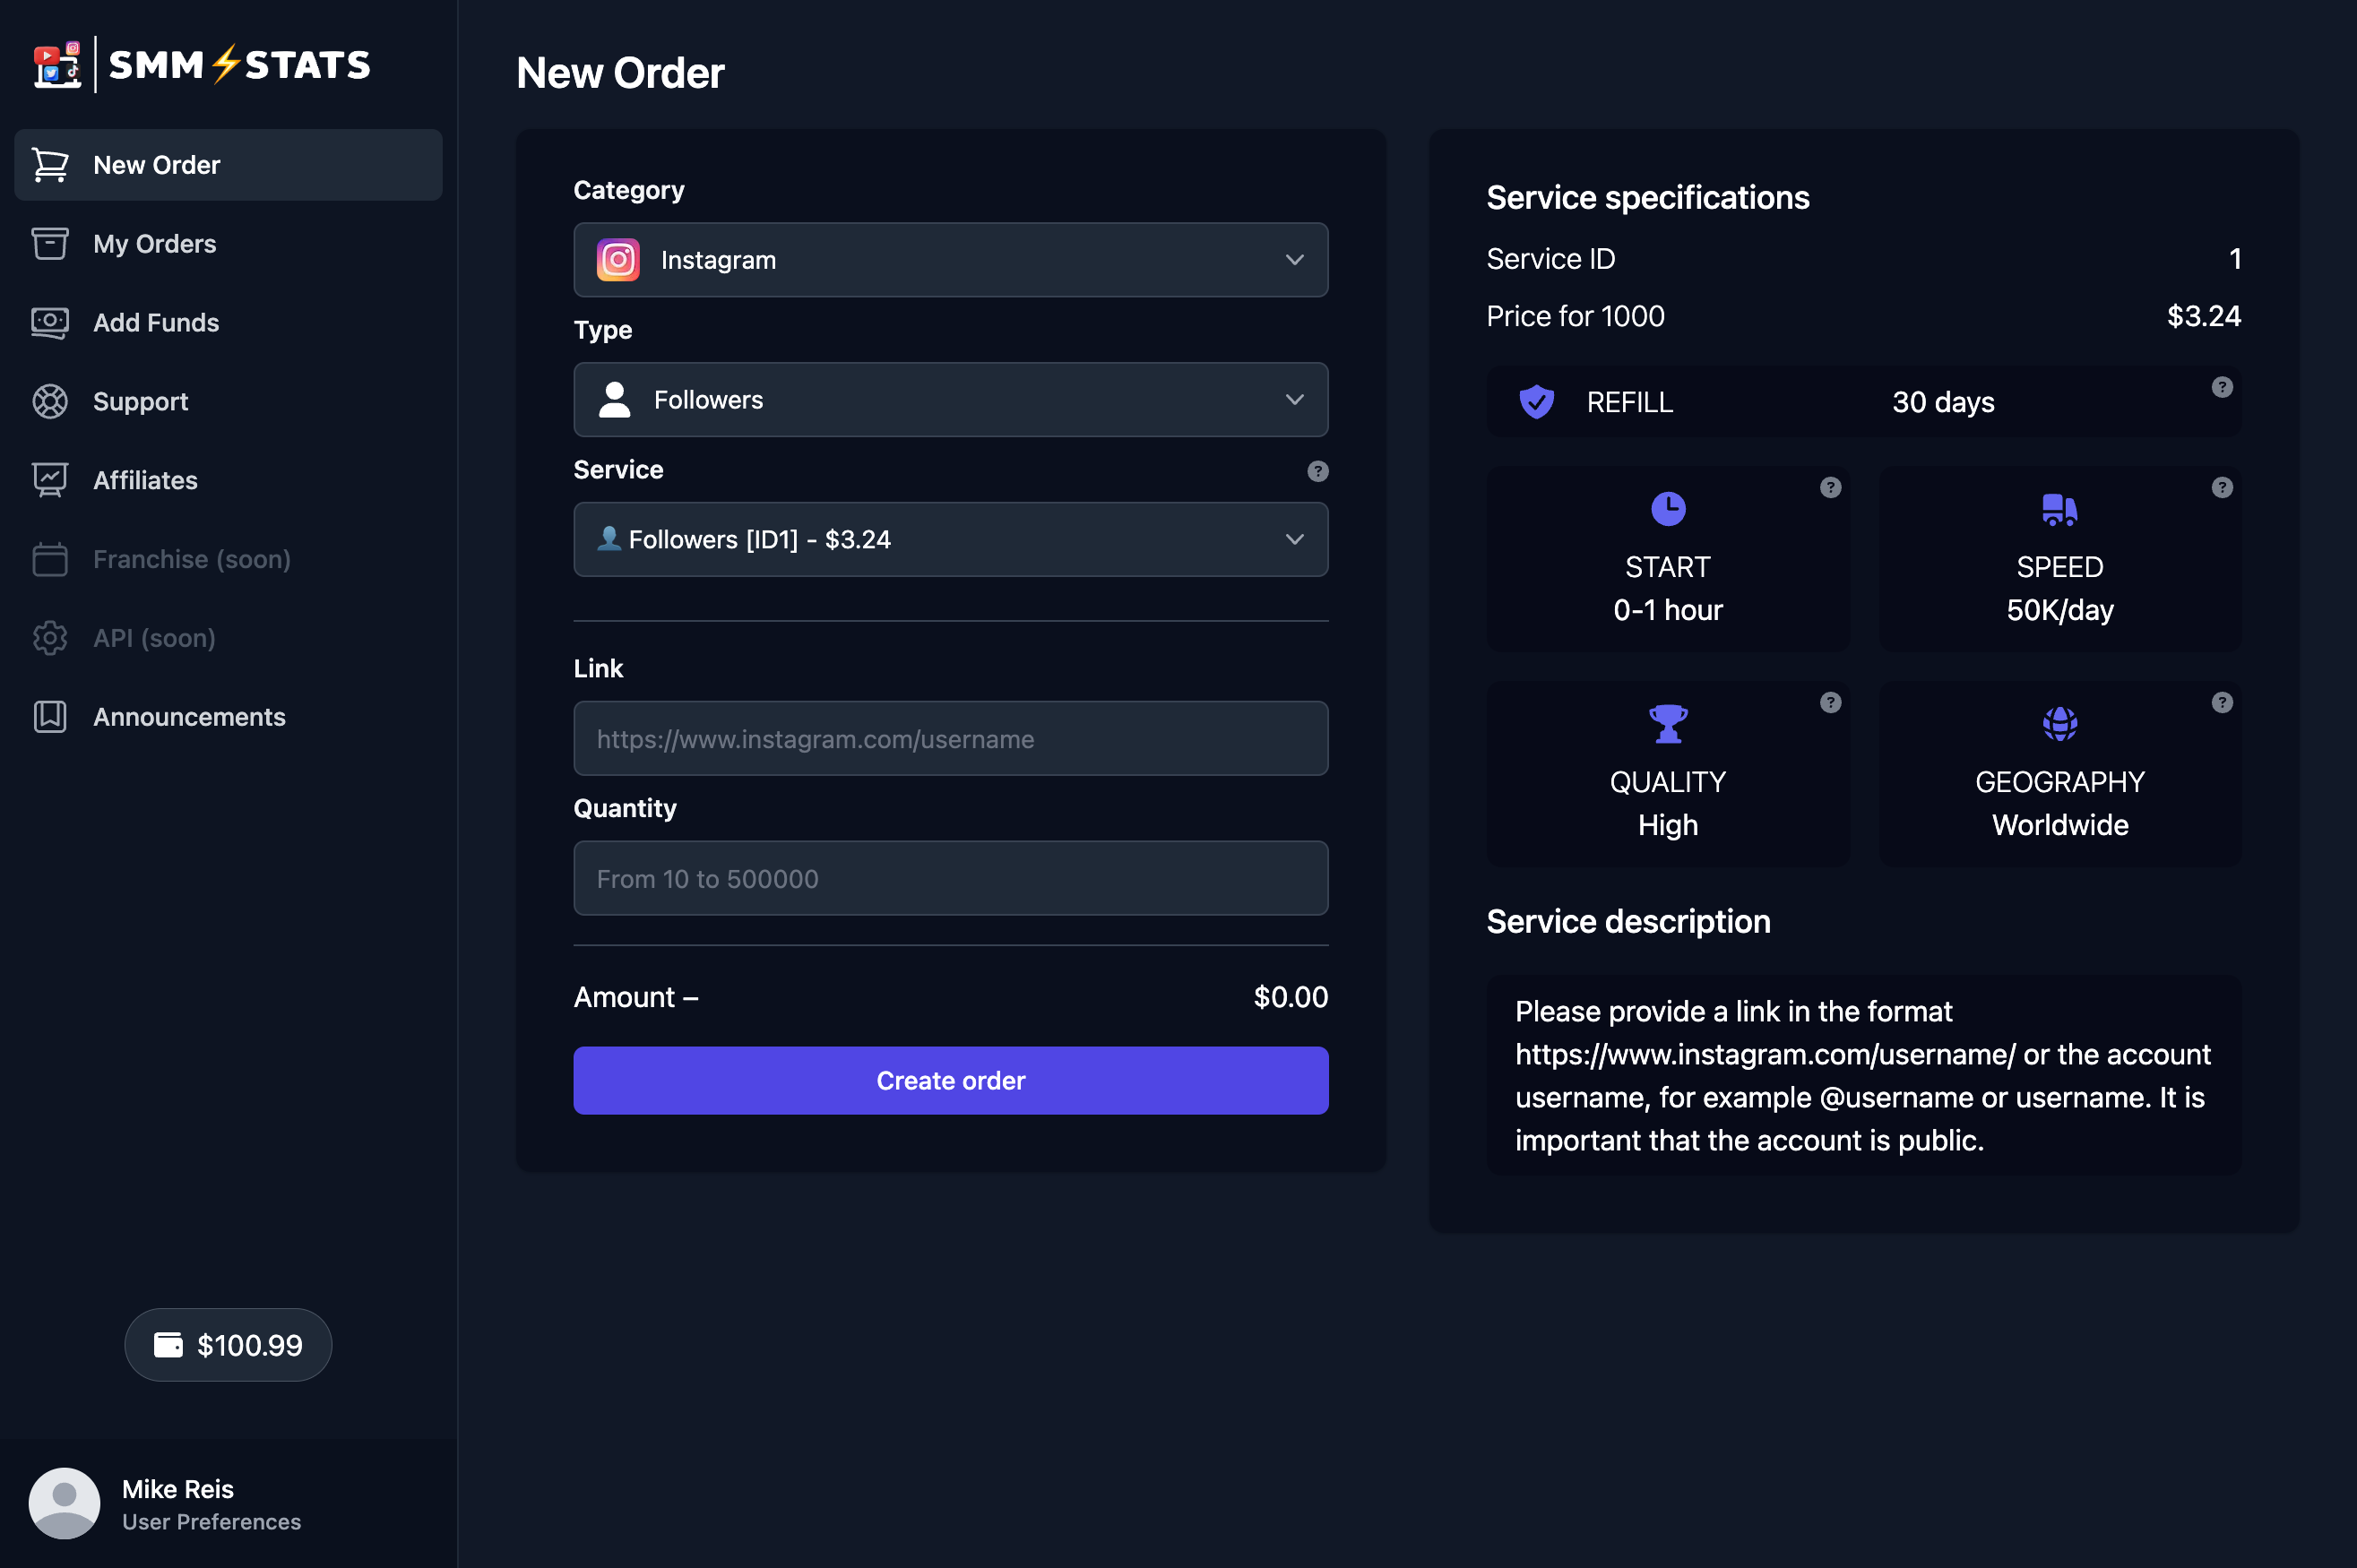 SMM⚡STATS
New Order
My Orders
Add Funds
Support
Affiliates
Franchise (soon)
API (soon)
Announcements
$100.99
Mike Reis
User Preferences
New Order
Category
Instagram
Type
Followers
Service
?
👤Followers [ID1] - $3.24
Link
https://www.instagram.com/username
Quantity
From 10 to 500000
Amount – $0.00
Create order
Service specifications
Service ID 1
Price for 1000 $3.24
REFILL 30 days ?
?
START
0-1 hour
?
SPEED
50K/day
?
QUALITY
High
?
GEOGRAPHY
Worldwide
Service description
Please provide a link in the format
https://www.instagram.com/username/ or the account
username, for example @username or username. It is
important that the account is public.